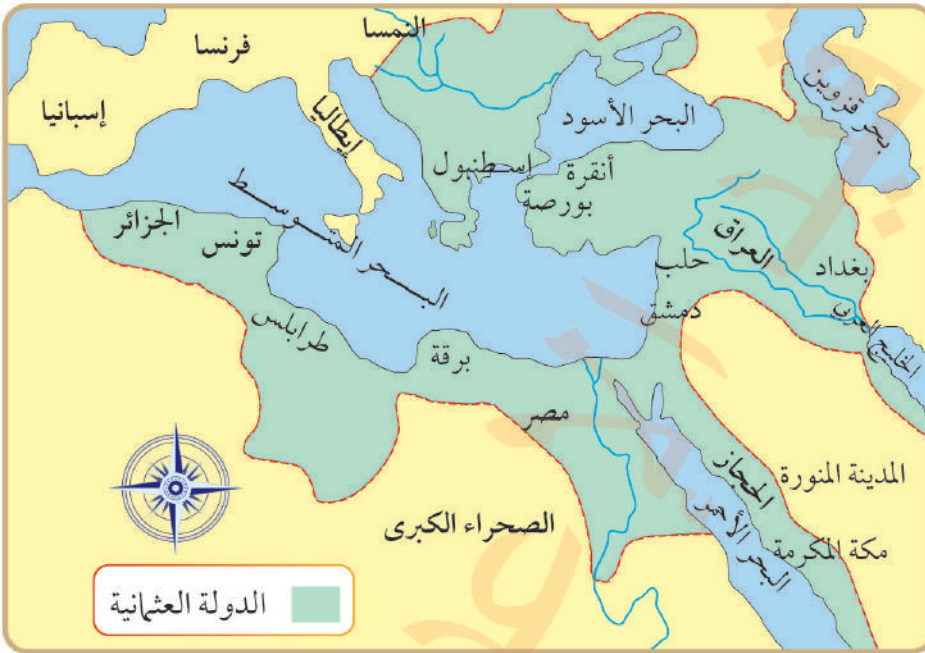 النمسا
فرنسا
إسبانيا
إيطاليا
البحر الأسود
بحر قزوين
إسطنبول
أنقرة
بورصة
البحر المتوسط
الجزائر
تونس
طرابلس
برقة
مصر
حلب
دمشق
العراق
بغداد
الخليج العربي
الحجاز
المدينة المنورة
مكة المكرمة
البحر الأحمر
الصحراء الكبرى
الدولة العثمانية